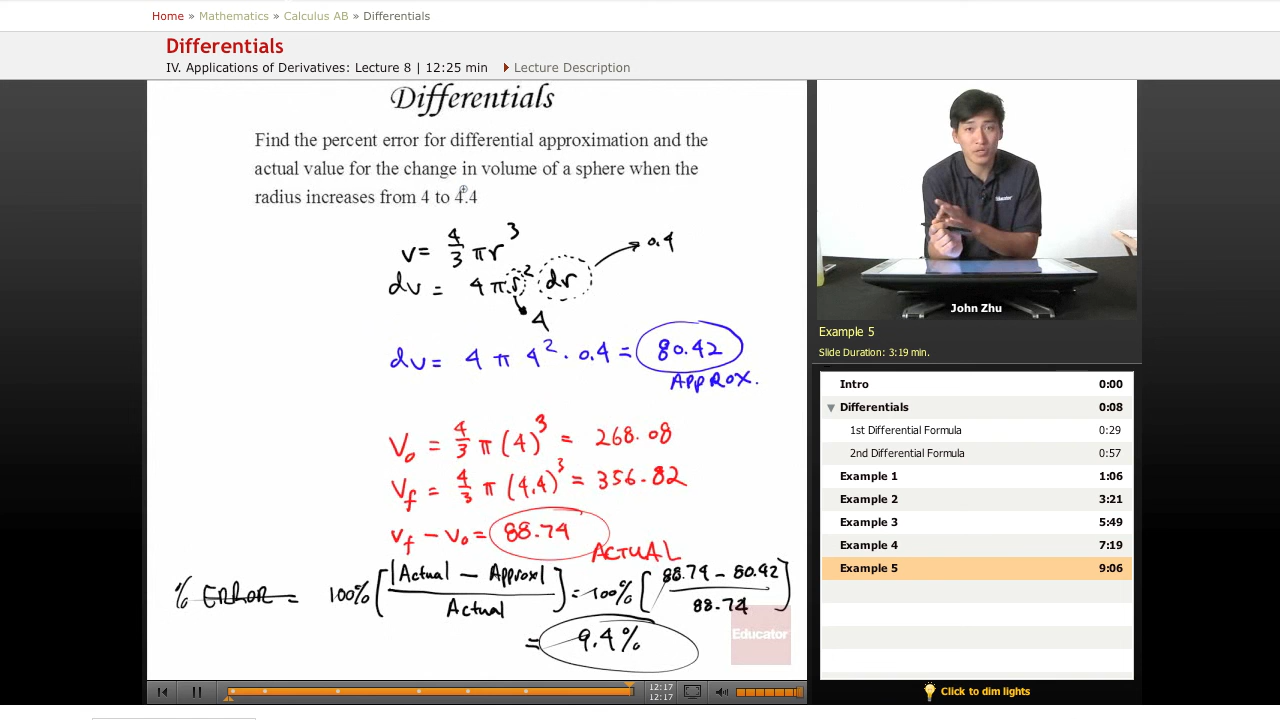 Home » Mathematics » Calculus AB » Differentials
Differentials
IV. Applications of Derivatives: Lecture 8 | 12:25 min Lecture Description
Differentials
Find the percent error for differential approximation and the
actual value for the change in volume of a sphere when the
radius increases from 4 to 4.4
v = 4/3 πr³
dv = 4πr² dr → 0.4
4
dv = 4 π 4² · 0.4 = 80.42
APPROX.
V₀ = 4/3 π (4)³ = 268.08
V_f = 4/3 π (4.4)³ = 356.82
V_f - V₀ = 88.74
ACTUAL
% ERROR = 100% [|Actual - Approx| / Actual] = 100% [88.74 - 80.42 / 88.74]
= 9.4%
Educator
Educator
John Zhu
Example 5
Slide Duration: 3:19 min.
Intro 0:00
Differentials 0:08
1st Differential Formula 0:29
2nd Differential Formula 0:57
Example 1 1:06
Example 2 3:21
Example 3 5:49
Example 4 7:19
Example 5 9:06
12:17
12:17
Click to dim lights